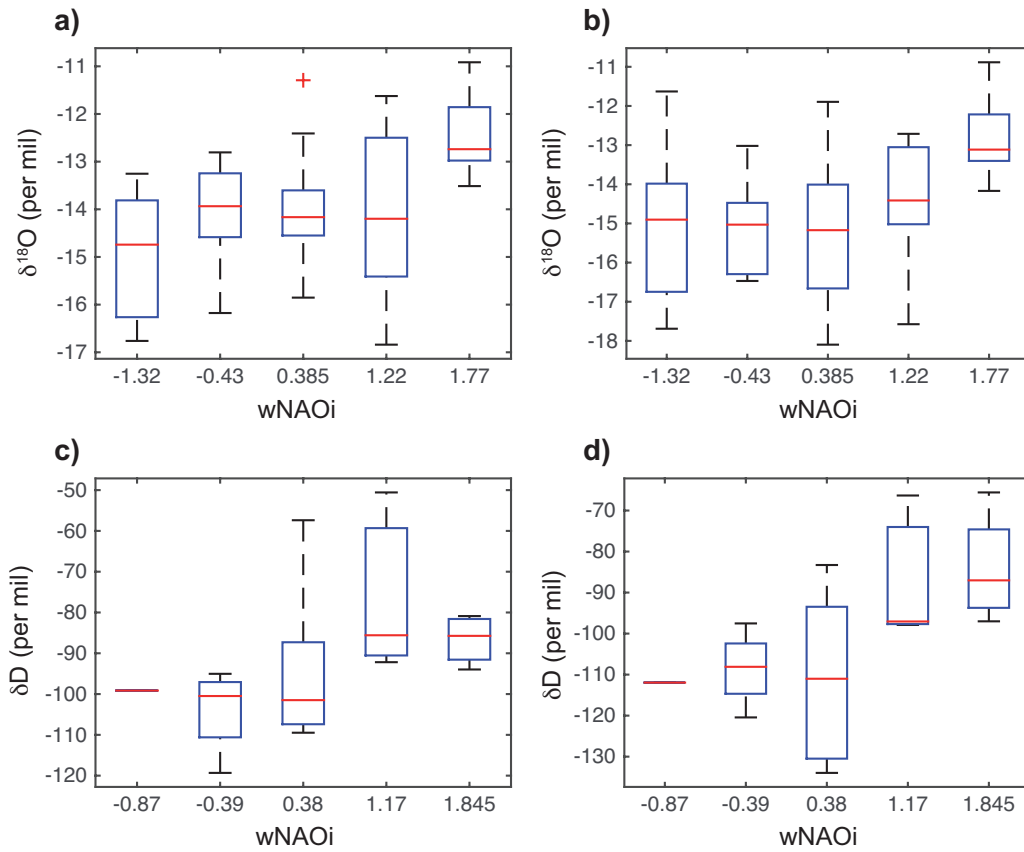 a)
δ18O (per mil)
-11
-12
-13
-14
-15
-16
-17
-1.32 -0.43 0.385 1.22 1.77
wNAOi
b)
δ18O (per mil)
-11
-12
-13
-14
-15
-16
-17
-18
-1.32 -0.43 0.385 1.22 1.77
wNAOi
c)
δD (per mil)
-50
-60
-70
-80
-90
-100
-110
-120
-0.87 -0.39 0.38 1.17 1.845
wNAOi
d)
δD (per mil)
-70
-80
-90
-100
-110
-120
-130
-0.87 -0.39 0.38 1.17 1.845
wNAOi